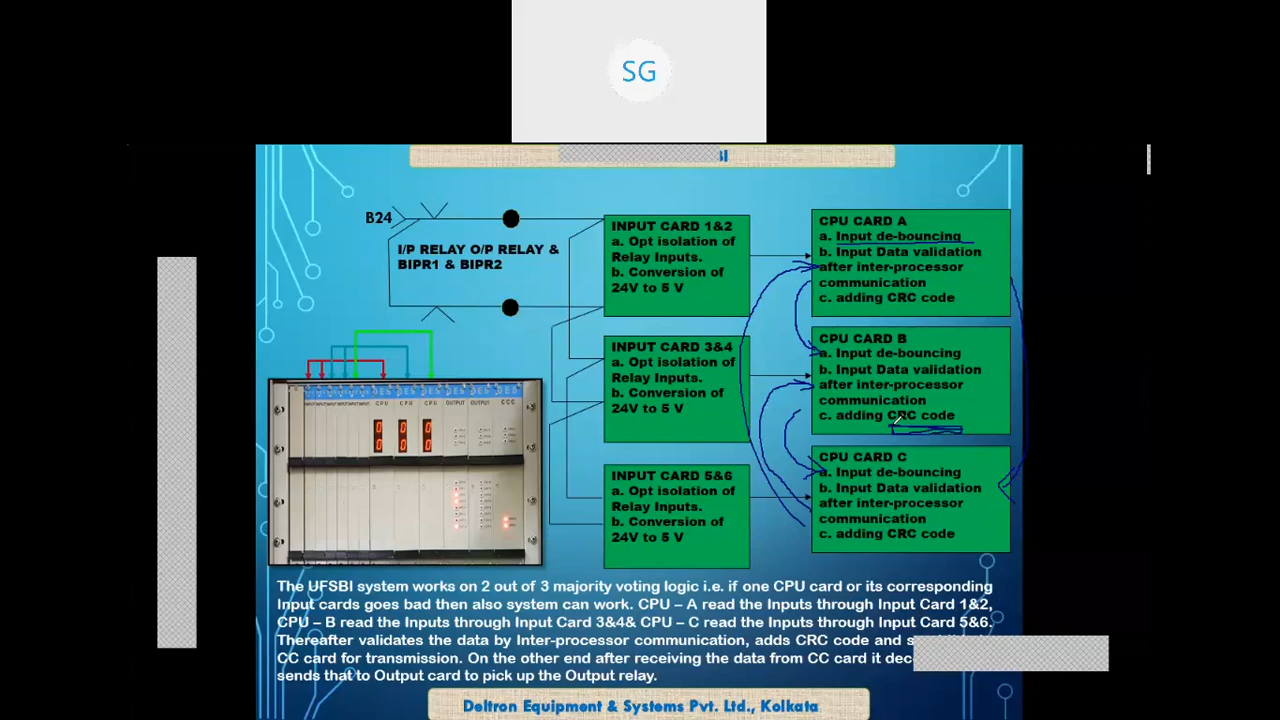 SG
B24
I/P RELAY O/P RELAY &
BIPR1 & BIPR2
INPUT CARD 1&2
a. Opt isolation of
Relay Inputs.
b. Conversion of
24V to 5 V
INPUT CARD 3&4
a. Opt isolation of
Relay Inputs.
b. Conversion of
24V to 5 V
INPUT CARD 5&6
a. Opt isolation of
Relay Inputs.
b. Conversion of
24V to 5 V
CPU CARD A
a. Input de-bouncing
b. Input Data validation
after inter-processor
communication
c. adding CRC code
CPU CARD B
a. Input de-bouncing
b. Input Data validation
after inter-processor
communication
c. adding CRC code
CPU CARD C
a. Input de-bouncing
b. Input Data validation
after inter-processor
communication
c. adding CRC code
CPU CPU CPU OUTPUT OUTPUT CCC
The UFSBI system works on 2 out of 3 majority voting logic i.e. if one CPU card or its corresponding
Input cards goes bad then also system can work. CPU – A read the Inputs through Input Card 1&2,
CPU – B read the Inputs through Input Card 3&4& CPU – C read the Inputs through Input Card 5&6.
Thereafter validates the data by Inter-processor communication, adds CRC code and
CC card for transmission. On the other end after receiving the data from CC card it
sends that to Output card to pick up the Output relay.
Deltron Equipment & Systems Pvt. Ltd., Kolkata